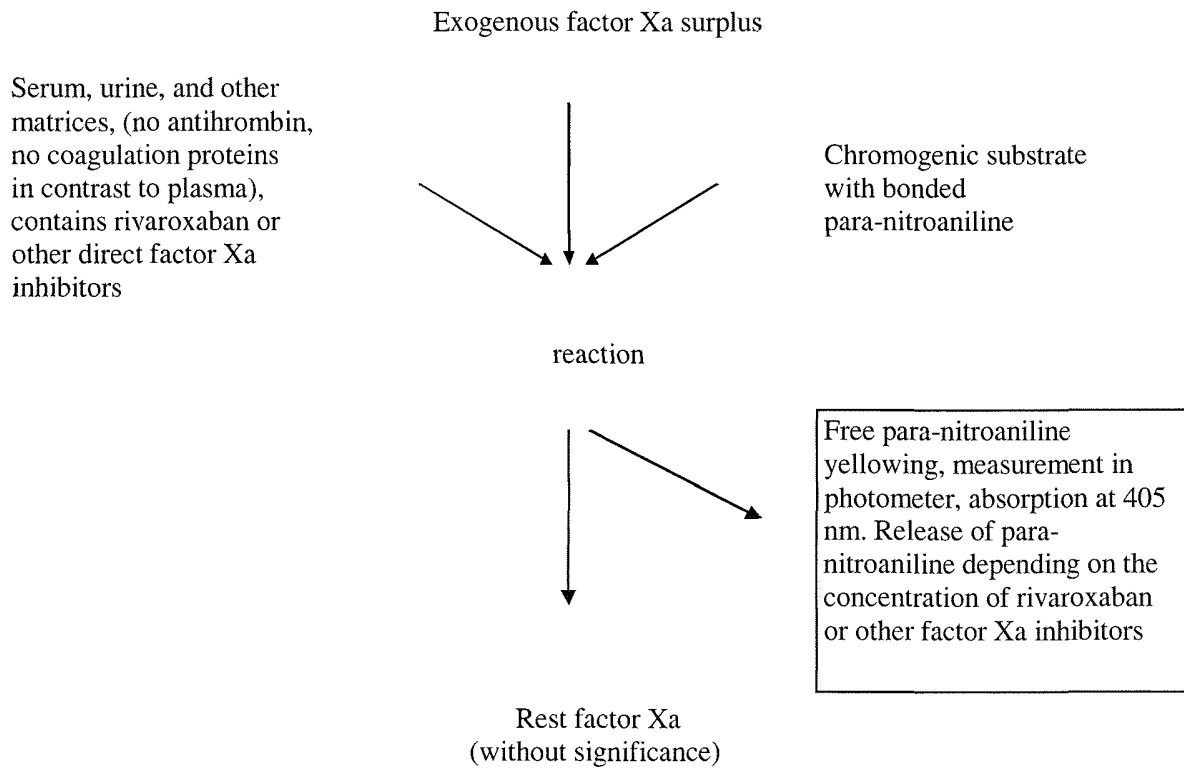 Exogenous factor Xa surplus
Serum, urine, and other
matrices, (no antihrombin,
no coagulation proteins
in contrast to plasma),
contains rivaroxaban or
other direct factor Xa
inhibitors
Chromogenic substrate
with bonded
para-nitroaniline
reaction
Free para-nitroaniline
yellowing, measurement in
photometer, absorption at 405
nm. Release of para-
nitroaniline depending on the
concentration of rivaroxaban
or other factor Xa inhibitors
Rest factor Xa
(without significance)